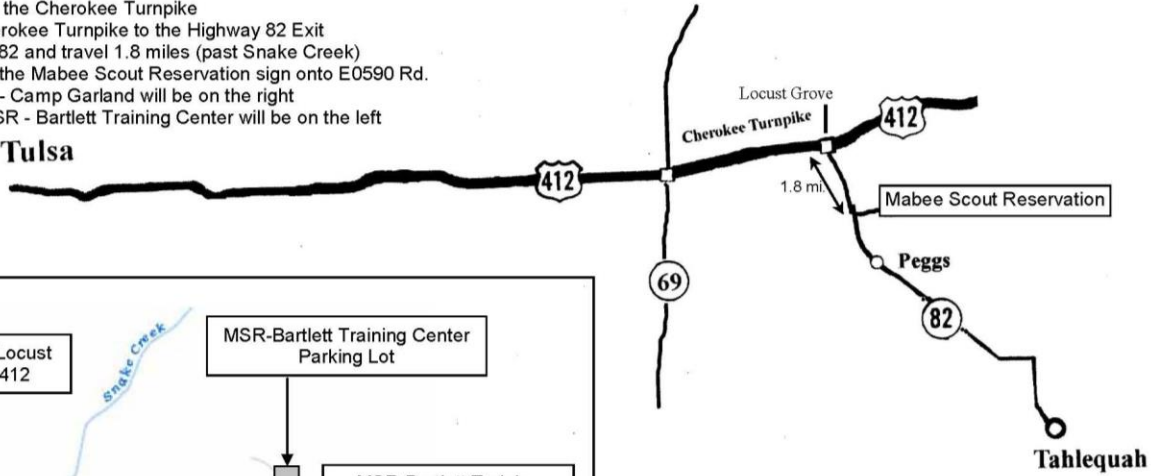 the Cherokee Turnpike
rokee Turnpike to the Highway 82 Exit
82 and travel 1.8 miles (past Snake Creek)
the Mabee Scout Reservation sign onto E0590 Rd.
- Camp Garland will be on the right
SR - Bartlett Training Center will be on the left
Tulsa
412
Cherokee Turnpike
Locust Grove
412
1.8 mi.
Mabee Scout Reservation
Peggs
69
82
Tahlequah
Locust
412
Snake Creek
MSR-Bartlett Training Center
Parking Lot